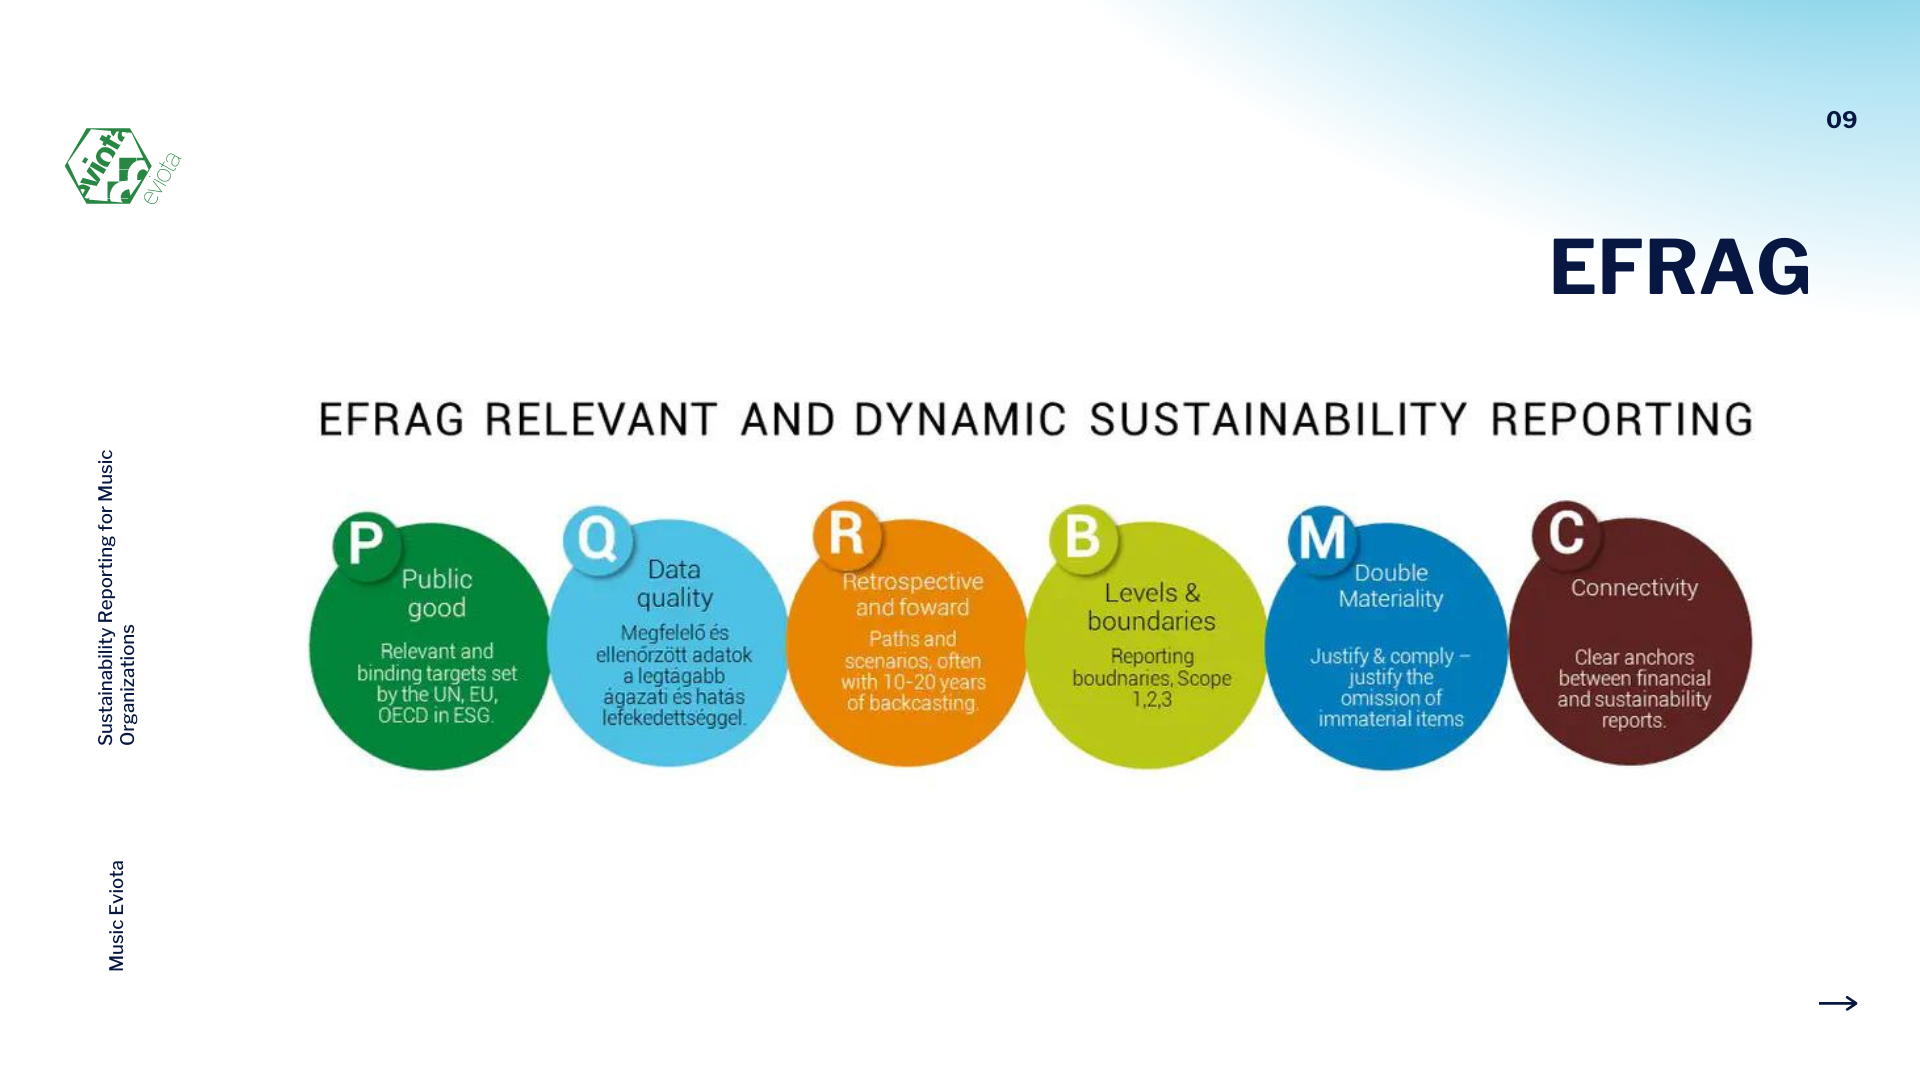 09
eviota
eviota
EFRAG
EFRAG RELEVANT AND DYNAMIC SUSTAINABILITY REPORTING
P
Public
good
Relevant and
binding targets set
by the UN, EU,
OECD in ESG.
Q
Data
quality
Megfelelő és
ellenőrzött adatok
a legtágabb
ágazati és hatás
lefekedettséggel.
R
Retrospective
and foward
Paths and
scenarios, often
with 10-20 years
of backcasting.
B
Levels &
boundaries
Reporting
boudnaries, Scope
1,2,3
M
Double
Materiality
Justify & comply –
justify the
omission of
immaterial items
C
Connectivity
Clear anchors
between financial
and sustainability
reports.
Sustainability Reporting for Music
Organizations
Music Eviota